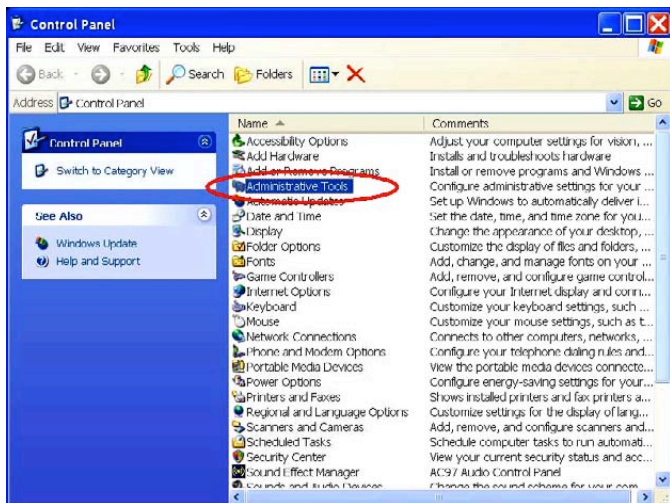 Control Panel
File Edit View Favorites Tools Help
Back Search Folders
Address Control Panel Go
Control Panel
Switch to Category View
See Also
Windows Update
Help and Support
Name Comments
Accessibility Options Adjust your computer settings for vision, ...
Add Hardware Installs and troubleshoots hardware
Add or Remove Programs Install or remove programs and Windows ...
Administrative Tools Configure administrative settings for your ...
Automatic Updates Set up Windows to automatically deliver i...
Date and Time Set the date, time, and time zone for you...
Display Change the appearance of your desktop, ...
Folder Options Customize the display of files and folders, ...
Fonts Add, change, and manage fonts on your ...
Game Controllers Add, remove, and configure game control...
Internet Options Configure your Internet display and conn...
Keyboard Customize your keyboard settings, such ...
Mouse Customize your mouse settings, such as t...
Network Connections Connects to other computers, networks, ...
Phone and Modem Options Configure your telephone dialing rules and...
Portable Media Devices View the portable media devices connecte...
Power Options Configure energy-saving settings for your...
Printers and Faxes Shows installed printers and fax printers a...
Regional and Language Options Customize settings for the display of lang...
Scanners and Cameras Add, remove, and configure scanners and...
Scheduled Tasks Schedule computer tasks to run automati...
Security Center View your current security status and acc...
Sound Effect Manager AC97 Audio Control Panel
Sounds and Audio Devices Change the sound scheme for your com...